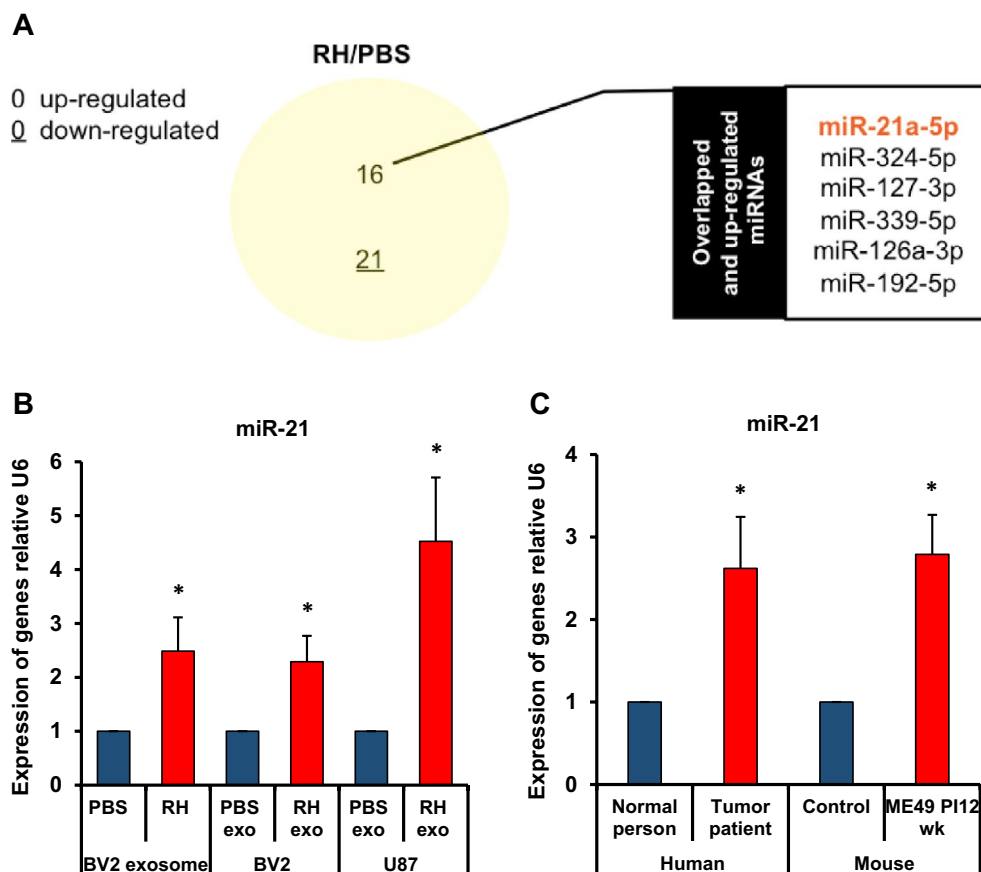 A
RH/PBS
0 up-regulated
0 down-regulated
16
21
Overlapped
and up-regulated
miRNAs
miR-21a-5p
miR-324-5p
miR-127-3p
miR-339-5p
miR-126a-3p
miR-192-5p
B
miR-21
Expression of genes relative U6
6
5
4
3
2
1
0
*
*
*
PBS
RH
PBS
exo
RH
exo
PBS
exo
RH
exo
BV2 exosome
BV2
U87
C
miR-21
Expression of genes relative U6
4
3
2
1
0
*
*
Normal
person
Tumor
patient
Control
ME49 PI12
wk
Human
Mouse